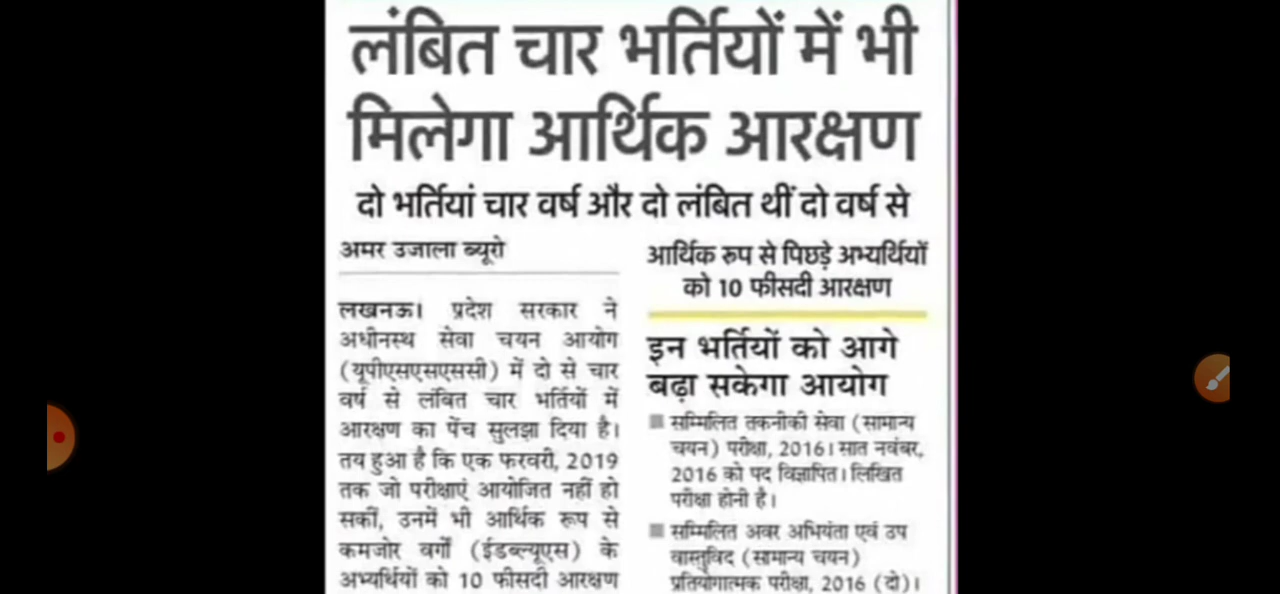 लंबित चार भर्तियों में भी
मिलेगा आर्थिक आरक्षण
दो भर्तियां चार वर्ष और दो लंबित थीं दो वर्ष से
अमर उजाला ब्यूरो
लखनऊ। प्रदेश सरकार ने
अधीनस्थ सेवा चयन आयोग
(यूपीएसएसएससी) में दो से चार
वर्ष से लंबित चार भर्तियों में
आरक्षण का पेंच सुलझा दिया है।
तय हुआ है कि एक फरवरी, 2019
तक जो परीक्षाएं आयोजित नहीं हो
सकीं, उनमें भी आर्थिक रूप से
कमजोर वर्गों (ईडब्ल्यूएस) के
अभ्यर्थियों को 10 फीसदी आरक्षण
आर्थिक रूप से पिछड़े अभ्यर्थियों
को 10 फीसदी आरक्षण
इन भर्तियों को आगे
बढ़ा सकेगा आयोग
सम्मिलित तकनीकी सेवा (सामान्य
चयन) परीक्षा, 2016। सात नवंबर,
2016 को पद विज्ञापित। लिखित
परीक्षा होनी है।
सम्मिलित अवर अभियंता एवं उप
वास्तुविद (सामान्य चयन)
प्रतियोगात्मक परीक्षा, 2016 (दो)।